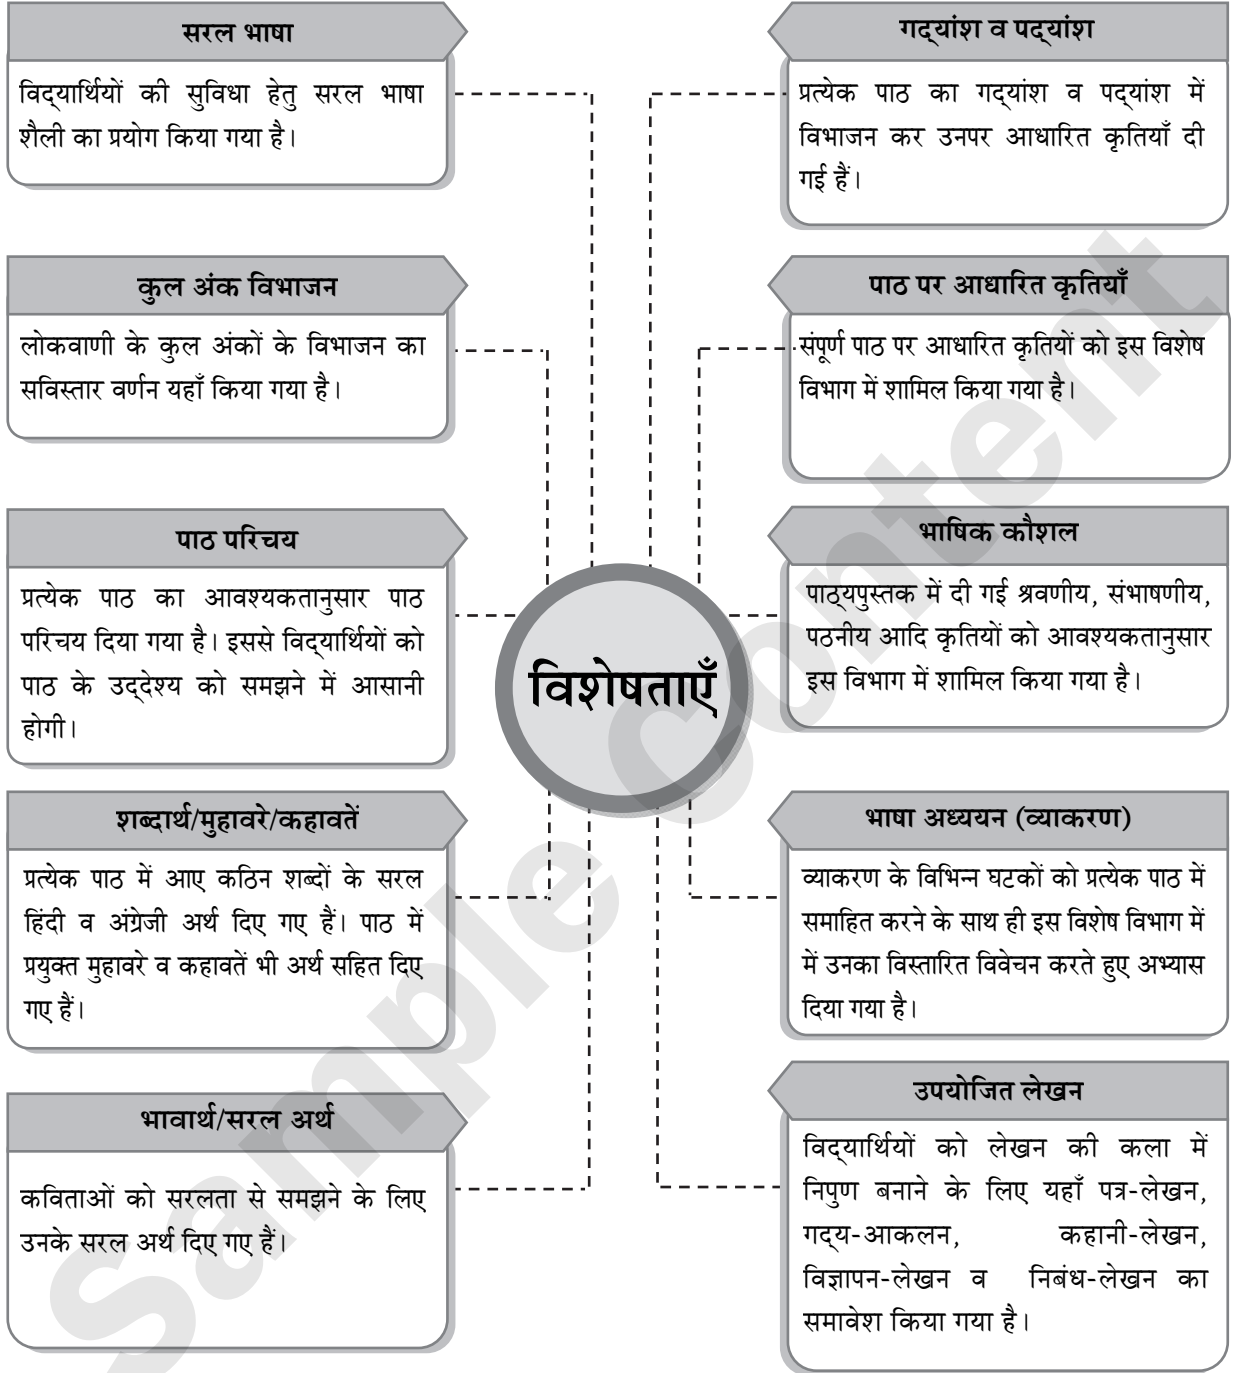 सरल भाषा
विद्‌यार्थियों की सुविधा हेतु सरल भाषा
शैली का प्रयोग किया गया है।
कुल अंक विभाजन
लोकवाणी के कुल अंकों के विभाजन का
सविस्तार वर्णन यहाँ किया गया है।
पाठ परिचय
प्रत्येक पाठ का आवश्यकतानुसार पाठ
परिचय दिया गया है। इससे विद्‌यार्थियों को
पाठ के उद्‌देश्य को समझने में आसानी
होगी।
शब्दार्थ/मुहावरे/कहावतें
प्रत्येक पाठ में आए कठिन शब्दों के सरल
हिंदी व अंग्रेजी अर्थ दिए गए हैं। पाठ में
प्रयुक्त मुहावरे व कहावतें भी अर्थ सहित दिए
गए हैं।
भावार्थ/सरल अर्थ
कविताओं को सरलता से समझने के लिए
उनके सरल अर्थ दिए गए हैं।
विशेषताएँ
गद्‌यांश व पद्‌यांश
प्रत्येक पाठ का गद्‌यांश व पद्‌यांश में
विभाजन कर उनपर आधारित कृतियाँ दी
गई हैं।
पाठ पर आधारित कृतियाँ
संपूर्ण पाठ पर आधारित कृतियों को इस विशेष
विभाग में शामिल किया गया है।
भाषिक कौशल
पाठ्‌यपुस्तक में दी गई श्रवणीय, संभाषणीय,
पठनीय आदि कृतियों को आवश्यकतानुसार
इस विभाग में शामिल किया गया है।
भाषा अध्ययन (व्याकरण)
व्याकरण के विभिन्न घटकों को प्रत्येक पाठ में
समाहित करने के साथ ही इस विशेष विभाग में
में उनका विस्तारित विवेचन करते हुए अभ्यास
दिया गया है।
उपयोजित लेखन
विद्‌यार्थियों को लेखन की कला में
निपुण बनाने के लिए यहाँ पत्र-लेखन,
गद्‌य-आकलन, कहानी-लेखन,
विज्ञापन-लेखन व निबंध-लेखन का
समावेश किया गया है।
Sample Content